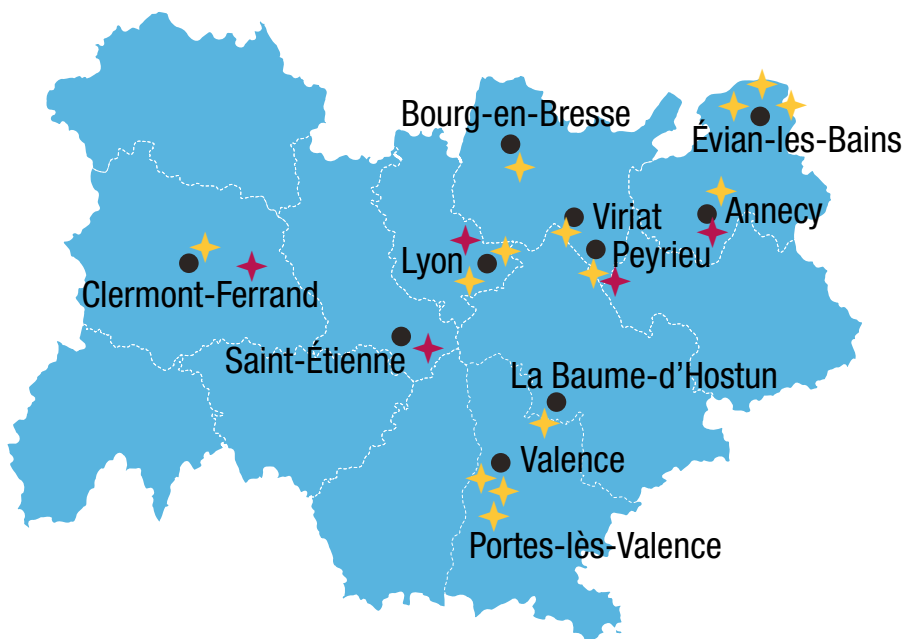 Bourg-en-Bresse
Évian-les-Bains
Viriat
Annecy
Lyon
Peyrieu
Clermont-Ferrand
Saint-Étienne
La Baume-d'Hostun
Valence
Portes-lès-Valence